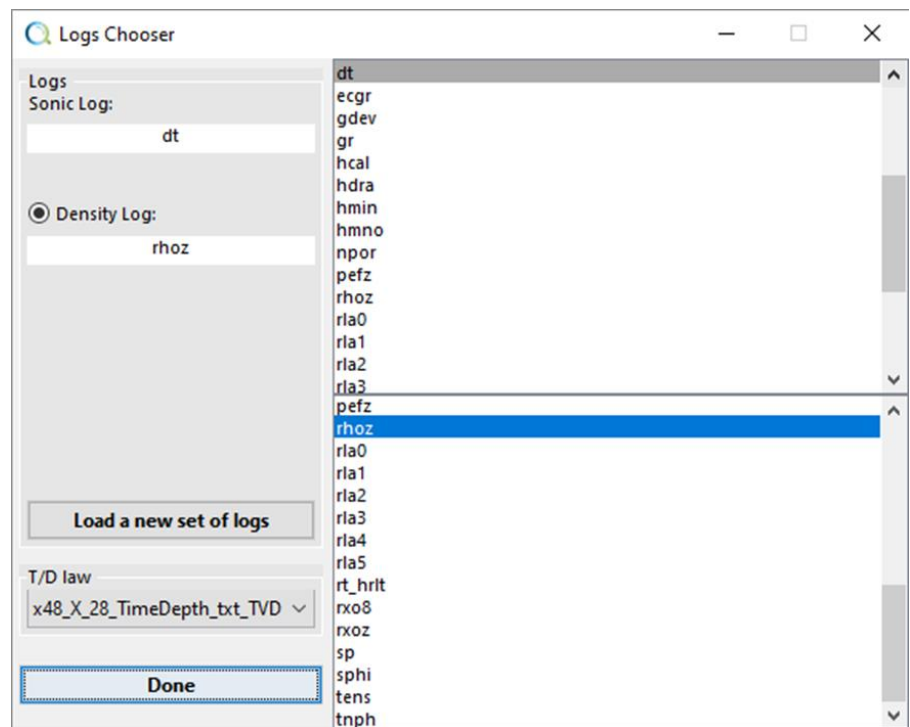 Logs Chooser
Logs
Sonic Log:
dt
Density Log:
rhoz
Load a new set of logs
T/D law
x48_X_28_TimeDepth_txt_TVD
Done
dt
ecgr
gdev
gr
hcal
hdra
hmin
hmno
npor
pefz
rhoz
rla0
rla1
rla2
rla3
pefz
rhoz
rla0
rla1
rla2
rla3
rla4
rla5
rt_hrlt
rxo8
rxoz
sp
sphi
tens
tnph